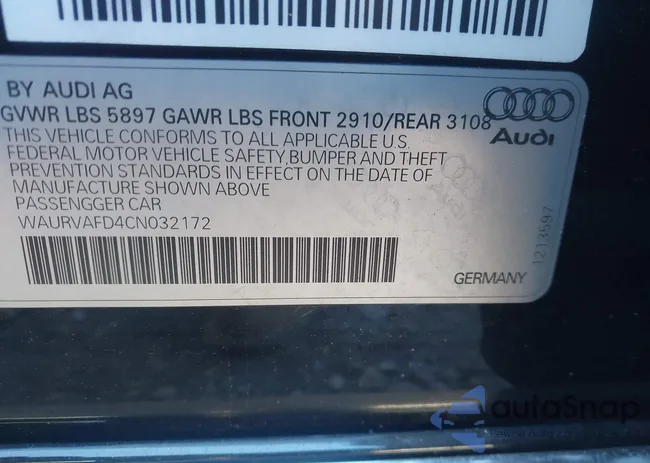 BY AUDI AG
GVWR LBS 5897 GAWR LBS FRONT 2910/REAR 3108
Audi
THIS VEHICLE CONFORMS TO ALL APPLICABLE U.S.
FEDERAL MOTOR VEHICLE SAFETY, BUMPER AND THEFT
PREVENTION STANDARDS IN EFFECT ON THE DATE OF
MANUFACTURE SHOWN ABOVE
PASSENGGER CAR
WAURVAFD4CN032172
1213597
GERMANY
autoSnap